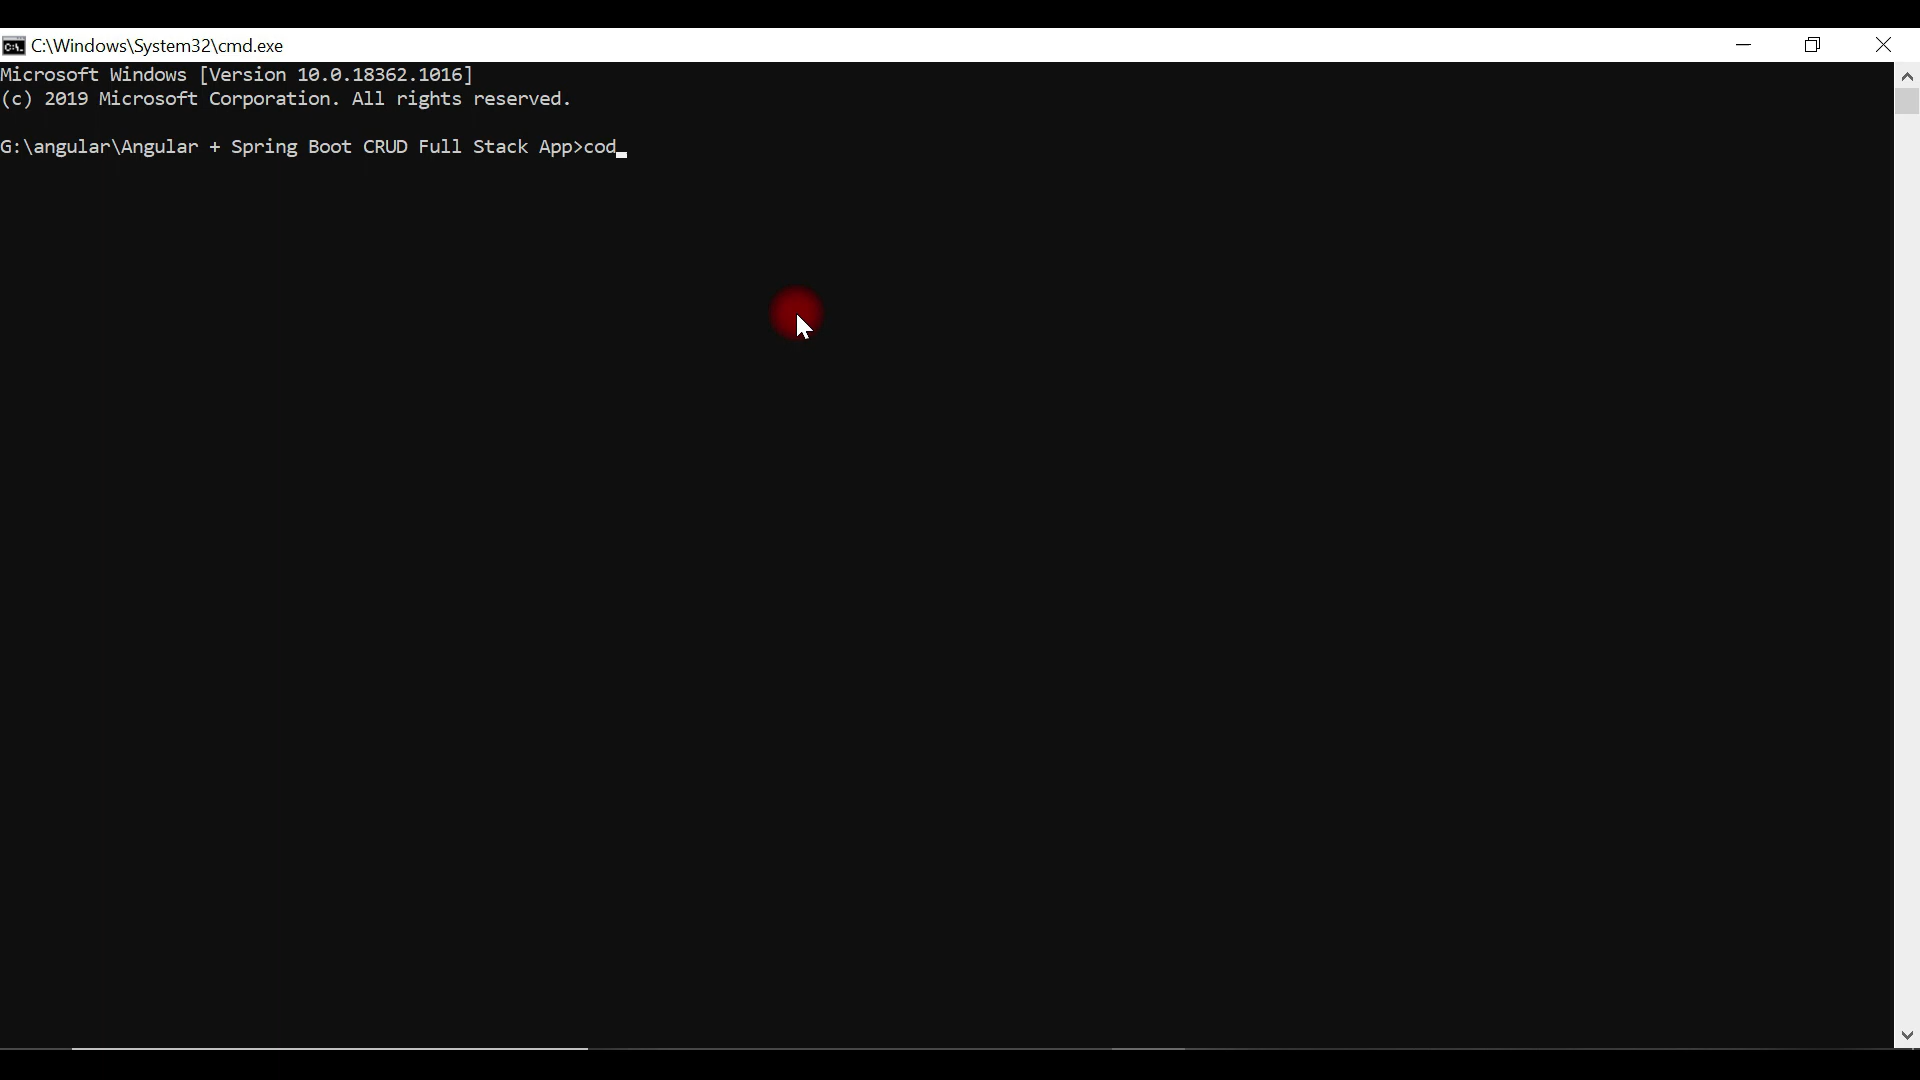 C:\Windows\System32\cmd.exe
Microsoft Windows [Version 10.0.18362.1016]
(c) 2019 Microsoft Corporation. All rights reserved.
G:\angular\Angular + Spring Boot CRUD Full Stack App>cod_